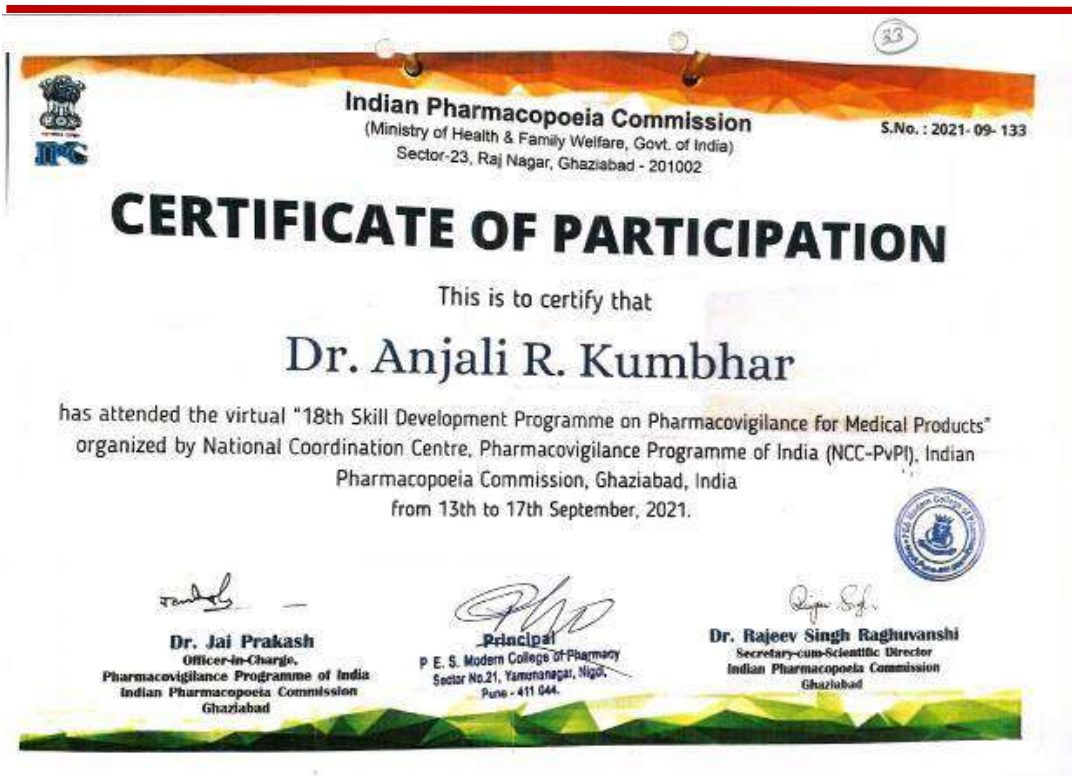 33
Indian Pharmacopoeia Commission
(Ministry of Health & Family Welfare, Govt. of India)
Sector-23, Raj Nagar, Ghaziabad - 201002
S.No. : 2021- 09- 133
IPC
CERTIFICATE OF PARTICIPATION
This is to certify that
Dr. Anjali R. Kumbhar
has attended the virtual "18th Skill Development Programme on Pharmacovigilance for Medical Products"
organized by National Coordination Centre, Pharmacovigilance Programme of India (NCC-PvPI), Indian
Pharmacopoeia Commission, Ghaziabad, India
from 13th to 17th September, 2021.
Dr. Jai Prakash
Officer-in-Charge,
Pharmacovigilance Programme of India
Indian Pharmacopoeia Commission
Ghaziabad
Principal
P. E. S. Modern College of Pharmacy
Sector No.21, Yamunanagar, Nigdi,
Pune - 411 044.
Dr. Rajeev Singh Raghuvanshi
Secretary-cum-Scientific Director
Indian Pharmacopoeia Commission
Ghaziabad